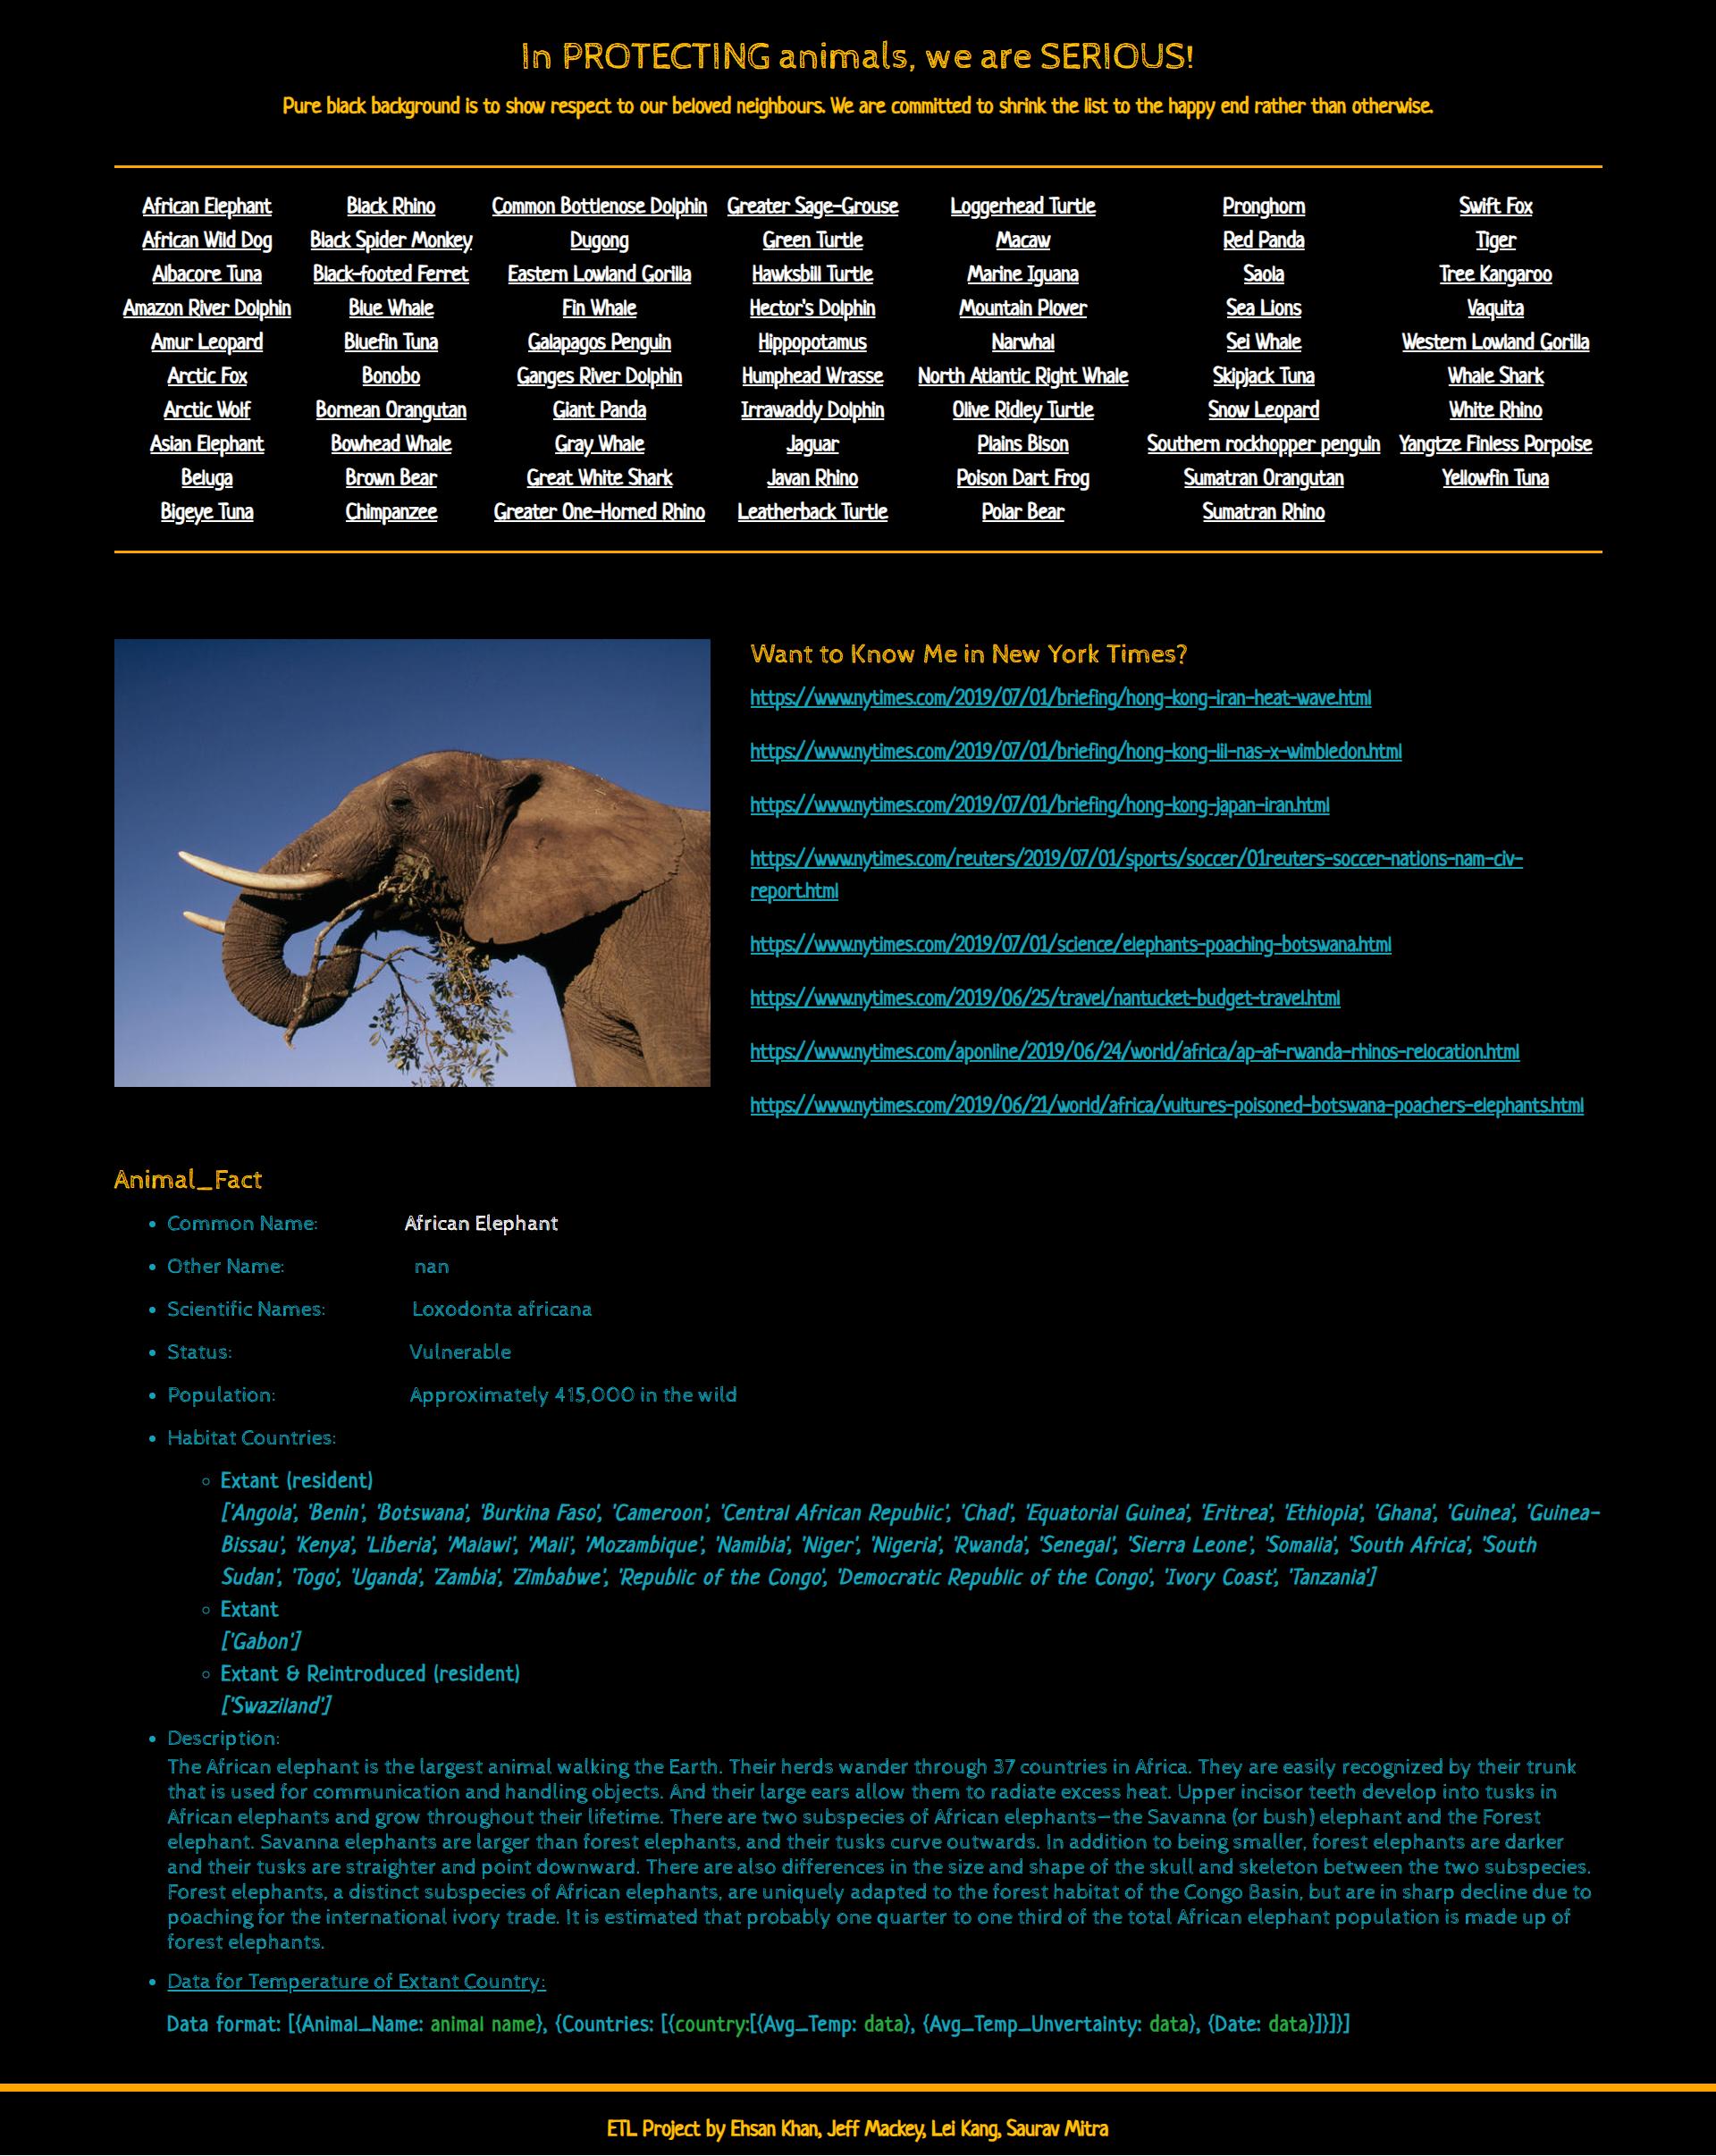 In PROTECTING animals, we are SERIOUS!
Pure black background is to show respect to our beloved neighbours. We are committed to shrink the list to the happy end rather than otherwise.
African Elephant Black Rhino Common Bottlenose Dolphin Greater Sage-Grouse Loggerhead Turtle Pronghorn Swift Fox
African Wild Dog Black Spider Monkey Dugong Green Turtle Macaw Red Panda Tiger
Albacore Tuna Black-footed Ferret Eastern Lowland Gorilla Hawksbill Turtle Marine Iguana Saola Tree Kangaroo
Amazon River Dolphin Blue Whale Fin Whale Hector's Dolphin Mountain Plover Sea Lions Vaquita
Amur Leopard Bluefin Tuna Galapagos Penguin Hippopotamus Narwhal Sei Whale Western Lowland Gorilla
Arctic Fox Bonobo Ganges River Dolphin Humphead Wrasse North Atlantic Right Whale Skipjack Tuna Whale Shark
Arctic Wolf Bornean Orangutan Giant Panda Irrawaddy Dolphin Olive Ridley Turtle Snow Leopard White Rhino
Asian Elephant Bowhead Whale Gray Whale Jaguar Plains Bison Southern rockhopper penguin Yangtze Finless Porpoise
Beluga Brown Bear Great White Shark Javan Rhino Poison Dart Frog Sumatran Orangutan Yellowfin Tuna
Bigeye Tuna Chimpanzee Greater One-Horned Rhino Leatherback Turtle Polar Bear Sumatran Rhino
Want to Know Me in New York Times?
https://www.nytimes.com/2019/07/01/briefing/hong-kong-iran-heat-wave.html
https://www.nytimes.com/2019/07/01/briefing/hong-kong-lil-nas-x-wimbledon.html
https://www.nytimes.com/2019/07/01/briefing/hong-kong-japan-iran.html
https://www.nytimes.com/reuters/2019/07/01/sports/soccer/01reuters-soccer-nations-nam-civ-
report.html
https://www.nytimes.com/2019/07/01/science/elephants-poaching-botswana.html
https://www.nytimes.com/2019/06/25/travel/nantucket-budget-travel.html
https://www.nytimes.com/aponline/2019/06/24/world/africa/ap-af-rwanda-rhinos-relocation.html
https://www.nytimes.com/2019/06/21/world/africa/vultures-poisoned-botswana-poachers-elephants.html
Animal_Fact
• Common Name: African Elephant
• Other Name: nan
• Scientific Names: Loxodonta africana
• Status: Vulnerable
• Population: Approximately 415,000 in the wild
• Habitat Countries:
◦ Extant (resident)
['Angola', 'Benin', 'Botswana', 'Burkina Faso', 'Cameroon', 'Central African Republic', 'Chad', 'Equatorial Guinea', 'Eritrea', 'Ethiopia', 'Ghana', 'Guinea', 'Guinea-
Bissau', 'Kenya', 'Liberia', 'Malawi', 'Mali', 'Mozambique', 'Namibia', 'Niger', 'Nigeria', 'Rwanda', 'Senegal', 'Sierra Leone', 'Somalia', 'South Africa', 'South
Sudan', 'Togo', 'Uganda', 'Zambia', 'Zimbabwe', 'Republic of the Congo', 'Democratic Republic of the Congo', 'Ivory Coast', 'Tanzania']
◦ Extant
['Gabon']
◦ Extant & Reintroduced (resident)
['Swaziland']
• Description:
The African elephant is the largest animal walking the Earth. Their herds wander through 37 countries in Africa. They are easily recognized by their trunk
that is used for communication and handling objects. And their large ears allow them to radiate excess heat. Upper incisor teeth develop into tusks in
African elephants and grow throughout their lifetime. There are two subspecies of African elephants—the Savanna (or bush) elephant and the Forest
elephant. Savanna elephants are larger than forest elephants, and their tusks curve outwards. In addition to being smaller, forest elephants are darker
and their tusks are straighter and point downward. There are also differences in the size and shape of the skull and skeleton between the two subspecies.
Forest elephants, a distinct subspecies of African elephants, are uniquely adapted to the forest habitat of the Congo Basin, but are in sharp decline due to
poaching for the international ivory trade. It is estimated that probably one quarter to one third of the total African elephant population is made up of
forest elephants.
• Data for Temperature of Extant Country:
Data format: [{Animal_Name: animal name}, {Countries: [{country:[{Avg_Temp: data}, {Avg_Temp_Unvertainty: data}, {Date: data}]}]}]
ETL Project by Ehsan Khan, Jeff Mackey, Lei Kang, Saurav Mitra